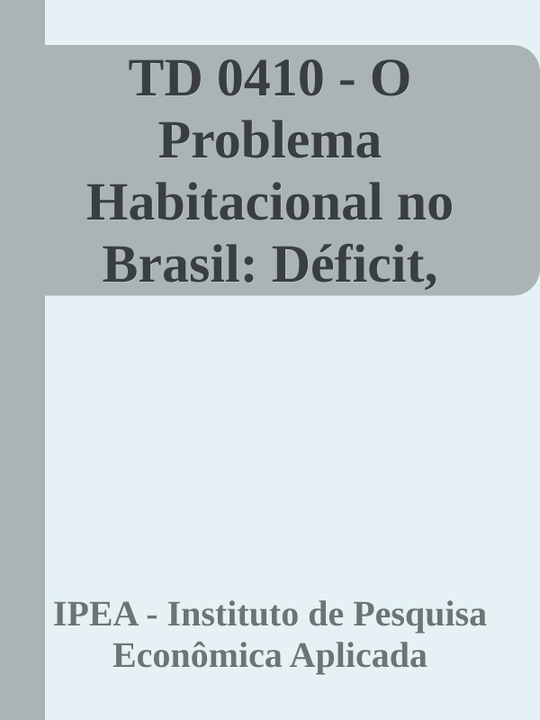 TD 0410 - O
Problema
Habitacional no
Brasil: Déficit,
IPEA - Instituto de Pesquisa
Econômica Aplicada